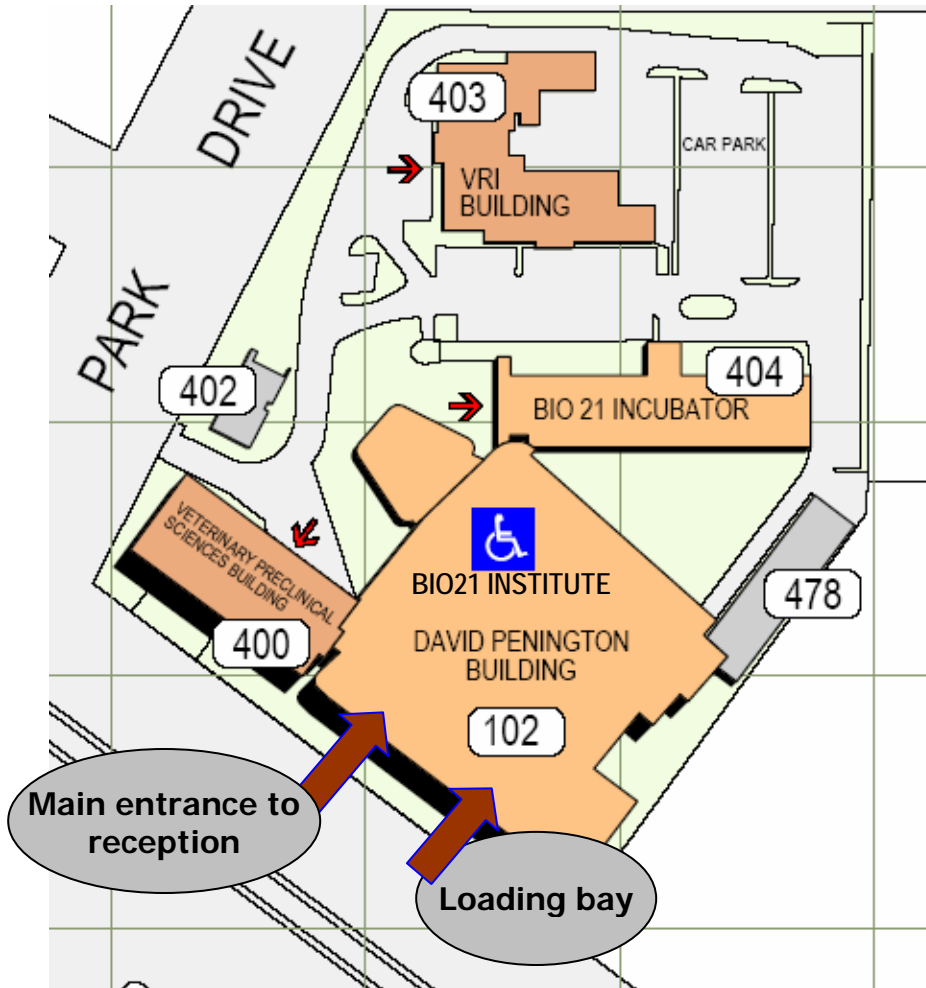 DRIVE
PARK
403
VRI
BUILDING
CAR PARK
402
404
BIO 21 INCUBATOR
VETERINARY PRECLINICAL
SCIENCES BUILDING
400
BIO21 INSTITUTE
DAVID PENINGTON
BUILDING
478
102
Main entrance to
reception
Loading bay